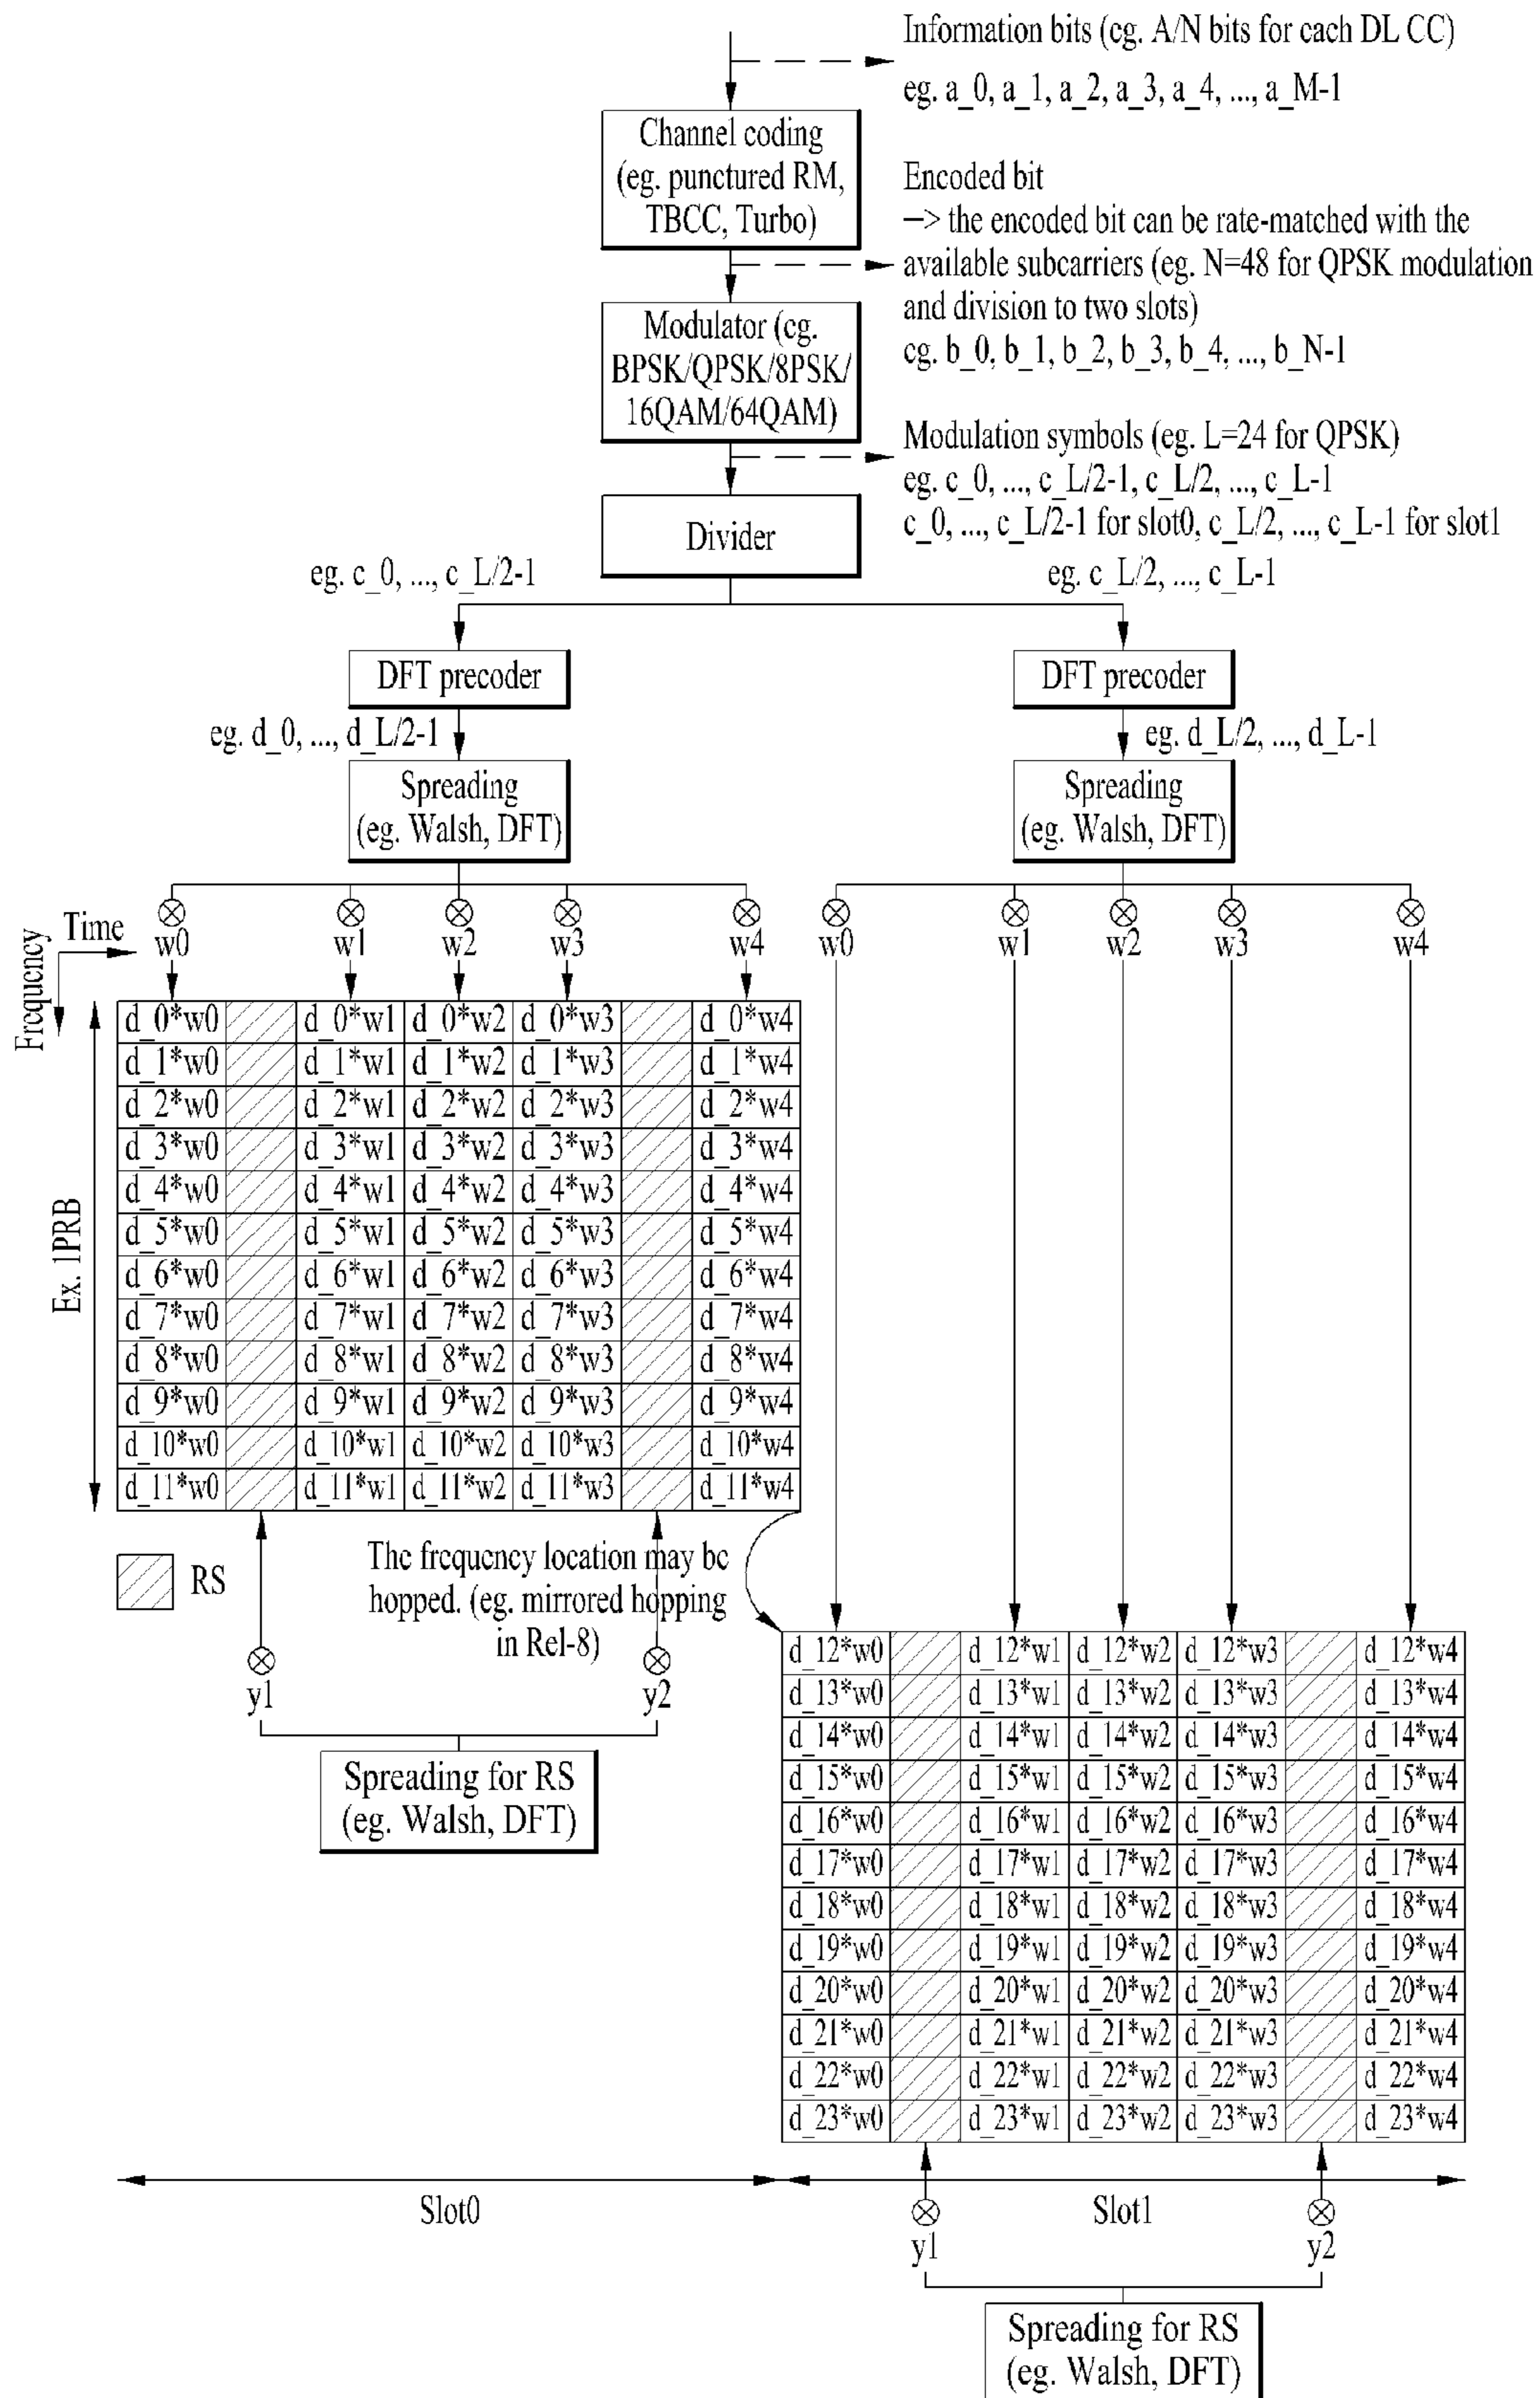 Information bits (cg. A/N bits for each DL CC)
eg. a_0, a_1, a_2, a_3, a_4, ..., a_M-1
Channel coding
(eg. punctured RM,
TBCC, Turbo)
Encoded bit
–> the encoded bit can be rate-matched with the
available subcarriers (eg. N=48 for QPSK modulation
and division to two slots)
cg. b_0, b_1, b_2, b_3, b_4, ..., b_N-1
Modulator (cg.
BPSK/QPSK/8PSK/
16QAM/64QAM)
Modulation symbols (eg. L=24 for QPSK)
eg. c_0, ..., c_L/2-1, c_L/2, ..., c_L-1
c_0, ..., c_L/2-1 for slot0, c_L/2, ..., c_L-1 for slot1
Divider
eg. c_0, ..., c_L/2-1
eg. c_L/2, ..., c_L-1
DFT precoder
DFT precoder
eg. d_0, ..., d_L/2-1
eg. d_L/2, ..., d_L-1
Spreading
(eg. Walsh, DFT)
Spreading
(eg. Walsh, DFT)
Time
Frequency
w0 w1 w2 w3 w4 w0 w1 w2 w3 w4
d_0*w0 d_0*w1 d_0*w2 d_0*w3 d_0*w4
d_1*w0 d_1*w1 d_1*w2 d_1*w3 d_1*w4
d_2*w0 d_2*w1 d_2*w2 d_2*w3 d_2*w4
d_3*w0 d_3*w1 d_3*w2 d_3*w3 d_3*w4
d_4*w0 d_4*w1 d_4*w2 d_4*w3 d_4*w4
d_5*w0 d_5*w1 d_5*w2 d_5*w3 d_5*w4
d_6*w0 d_6*w1 d_6*w2 d_6*w3 d_6*w4
d_7*w0 d_7*w1 d_7*w2 d_7*w3 d_7*w4
d_8*w0 d_8*w1 d_8*w2 d_8*w3 d_8*w4
d_9*w0 d_9*w1 d_9*w2 d_9*w3 d_9*w4
d_10*w0 d_10*w1 d_10*w2 d_10*w3 d_10*w4
d_11*w0 d_11*w1 d_11*w2 d_11*w3 d_11*w4
Ex. 1PRB
RS
The frequency location may be
hopped. (eg. mirrored hopping
in Rel-8)
y1 y2
Spreading for RS
(eg. Walsh, DFT)
d_12*w0 d_12*w1 d_12*w2 d_12*w3 d_12*w4
d_13*w0 d_13*w1 d_13*w2 d_13*w3 d_13*w4
d_14*w0 d_14*w1 d_14*w2 d_14*w3 d_14*w4
d_15*w0 d_15*w1 d_15*w2 d_15*w3 d_15*w4
d_16*w0 d_16*w1 d_16*w2 d_16*w3 d_16*w4
d_17*w0 d_17*w1 d_17*w2 d_17*w3 d_17*w4
d_18*w0 d_18*w1 d_18*w2 d_18*w3 d_18*w4
d_19*w0 d_19*w1 d_19*w2 d_19*w3 d_19*w4
d_20*w0 d_20*w1 d_20*w2 d_20*w3 d_20*w4
d_21*w0 d_21*w1 d_21*w2 d_21*w3 d_21*w4
d_22*w0 d_22*w1 d_22*w2 d_22*w3 d_22*w4
d_23*w0 d_23*w1 d_23*w2 d_23*w3 d_23*w4
Slot0 Slot1
y1 y2
Spreading for RS
(eg. Walsh, DFT)